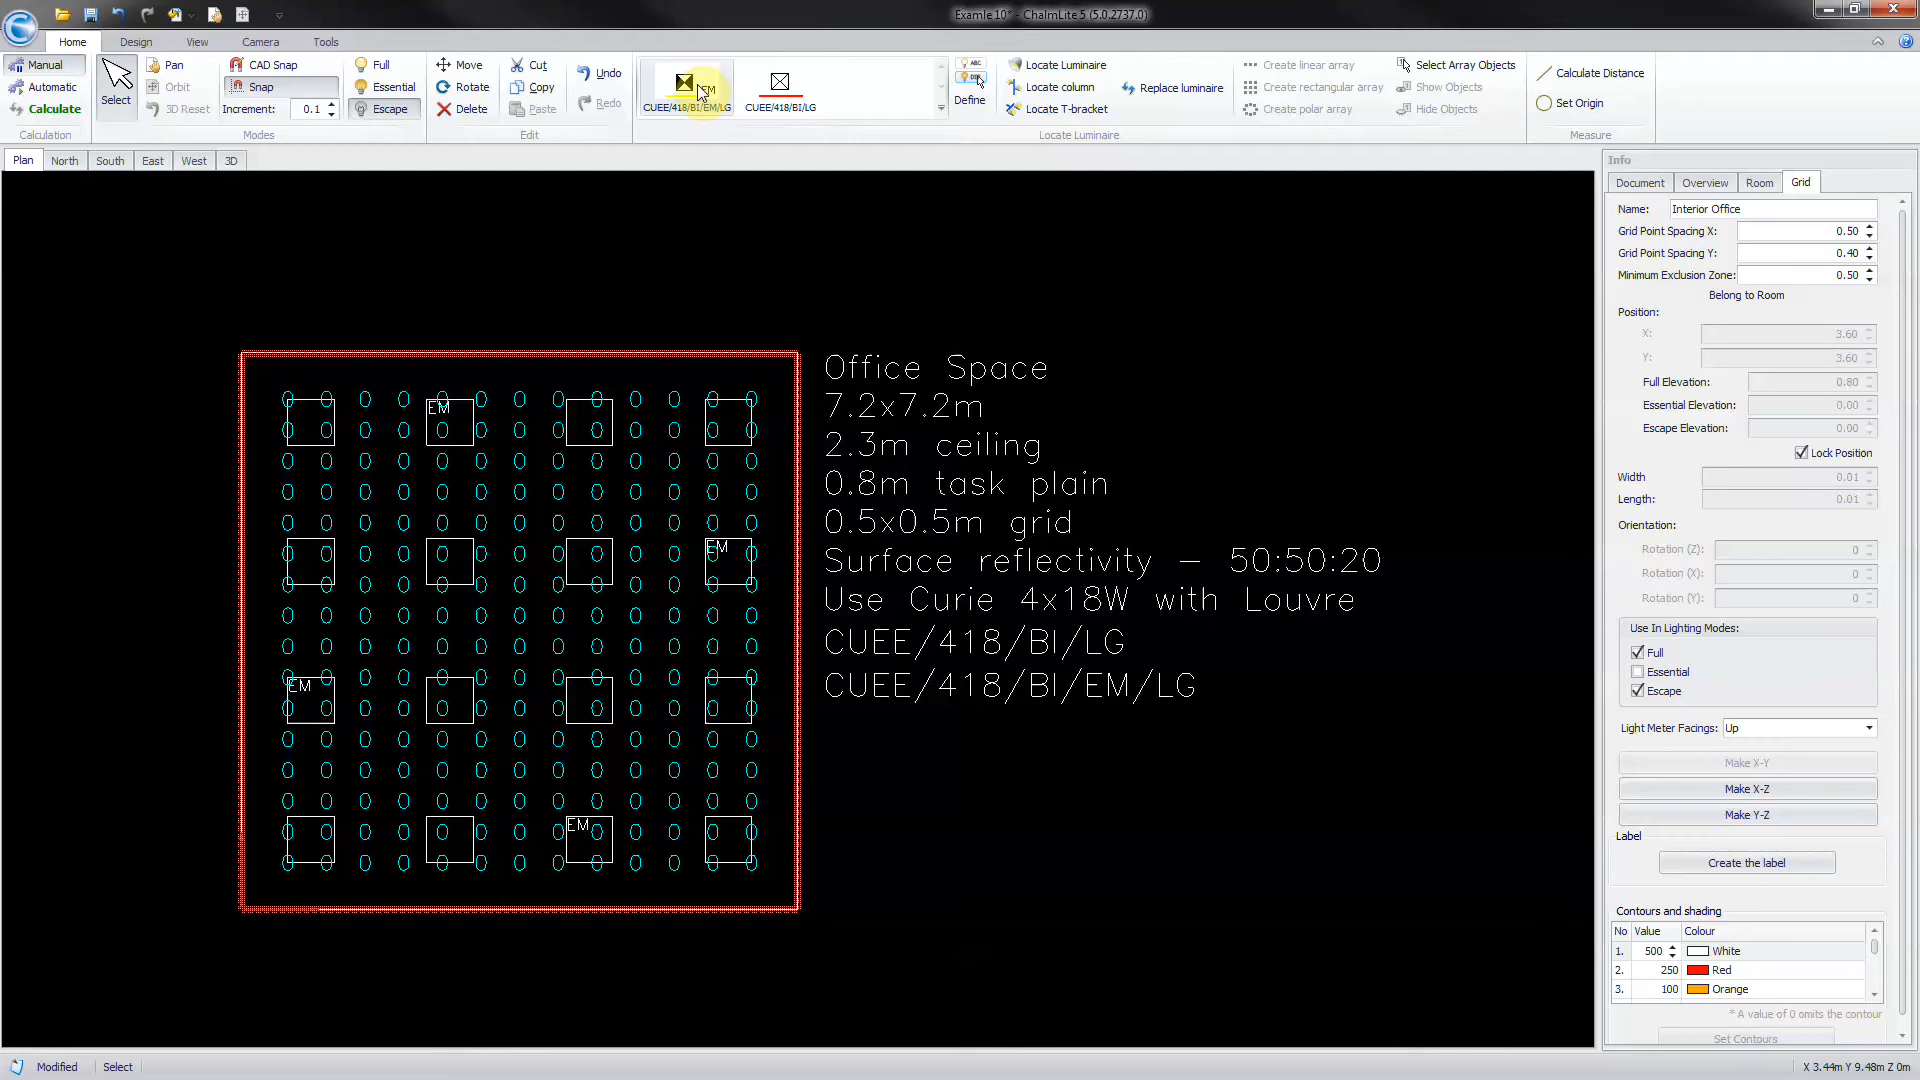 Examle 10* - ChalmLite 5 (5.0.2737.0)
Home Design View Camera Tools
Manual Pan CAD Snap Full Move Cut Undo Locate Luminaire Create linear array Select Array Objects Calculate Distance
Automatic Select Orbit Snap Essential Rotate Copy Locate column Replace luminaire Create rectangular array Show Objects
Calculate 3D Reset Increment: 0.1 Escape Delete Paste Redo CUEE/418/BI/EM/LG CUEE/418/BI/LG Define Locate T-bracket Create polar array Hide Objects Set Origin
Calculation Modes Edit Locate Luminaire Measure
Plan North South East West 3D
Office Space
7.2x7.2m
2.3m ceiling
0.8m task plain
0.5x0.5m grid
Surface reflectivity – 50:50:20
Use Curie 4x18W with Louvre
CUEE/418/BI/LG
CUEE/418/BI/EM/LG
EM
EM
EM
EM
Info
Document Overview Room Grid
Name: Interior Office
Grid Point Spacing X: 0.50
Grid Point Spacing Y: 0.40
Minimum Exclusion Zone: 0.50
Belong to Room
Position:
X: 3.60
Y: 3.60
Full Elevation: 0.80
Essential Elevation: 0.00
Escape Elevation: 0.00
Lock Position
Width 0.01
Length: 0.01
Orientation:
Rotation (Z): 0
Rotation (X): 0
Rotation (Y): 0
Use In Lighting Modes:
Full
Essential
Escape
Light Meter Facings: Up
Make X-Y
Make X-Z
Make Y-Z
Label
Create the label
Contours and shading
No Value Colour
1. 500 White
2. 250 Red
3. 100 Orange
* A value of 0 omits the contour
Set Contours
Modified Select X 3.44m Y 9.48m Z 0m